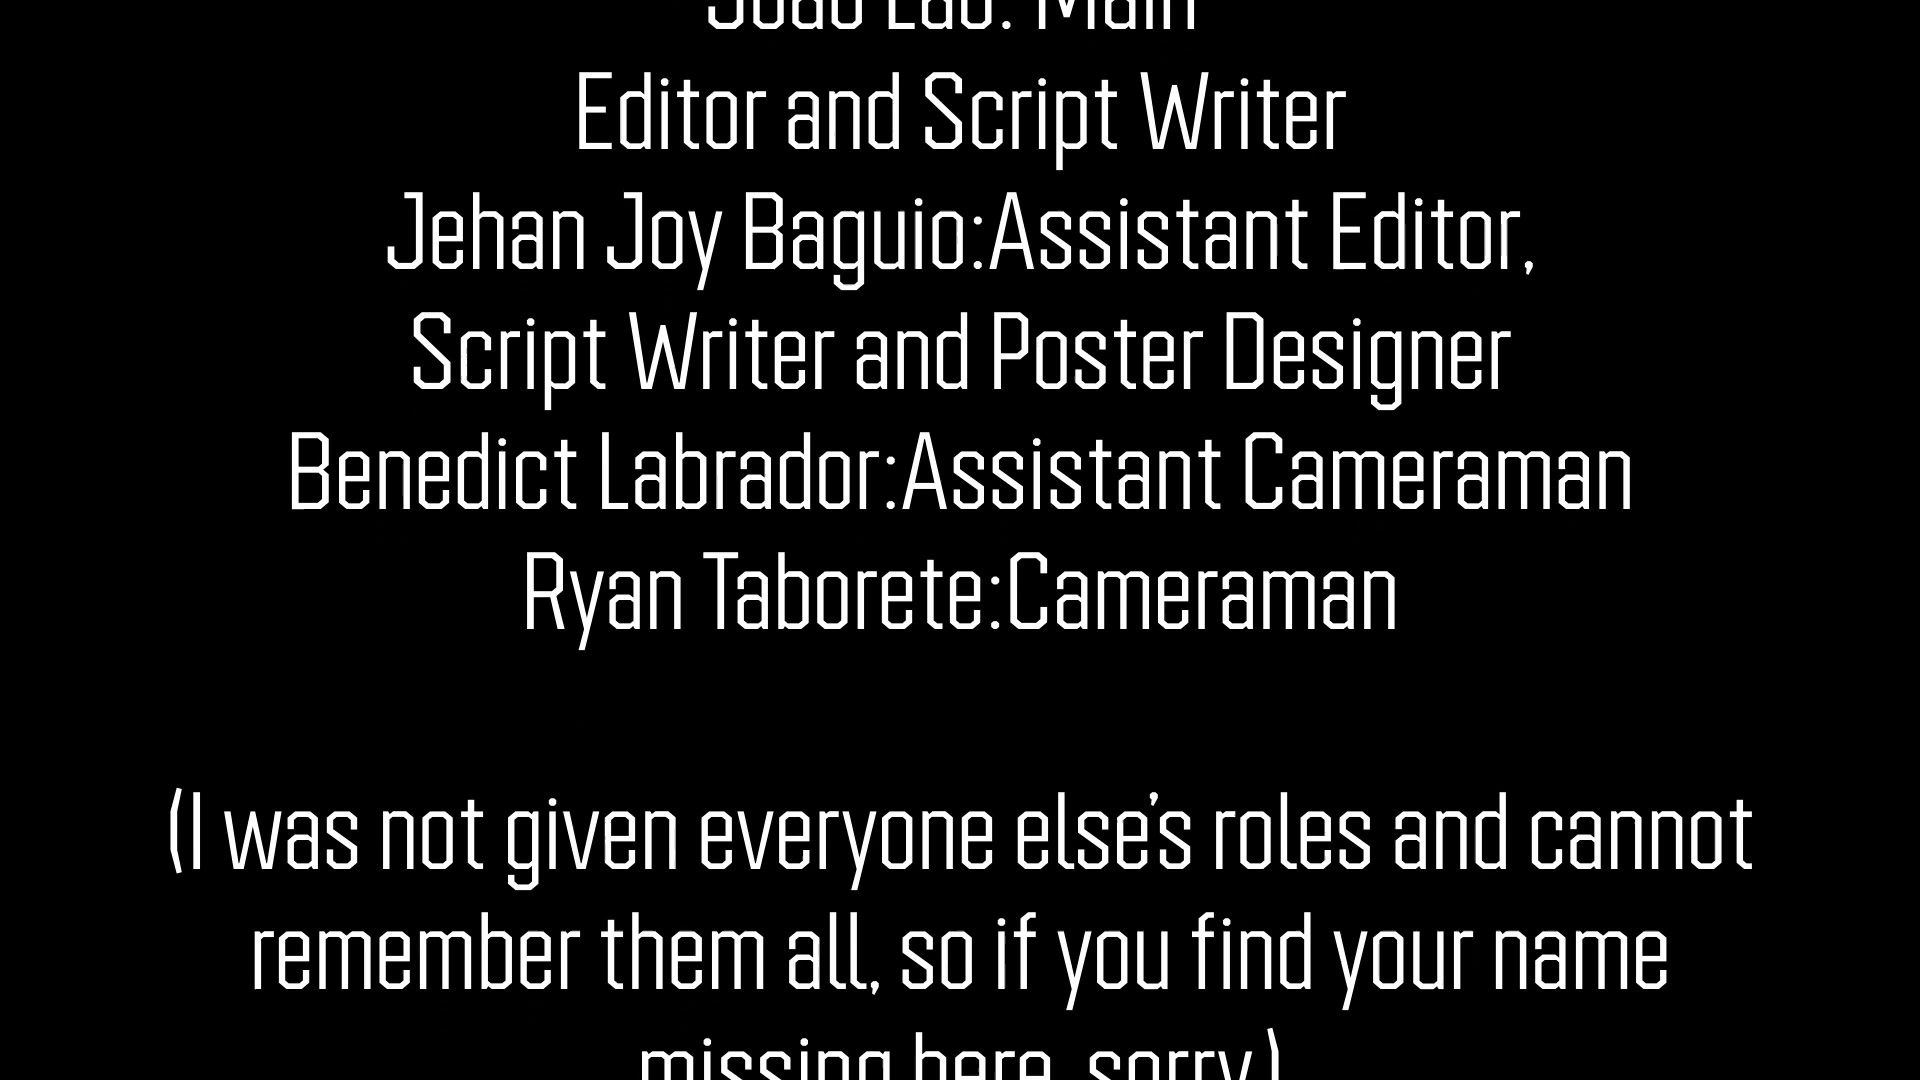 Main
Editor and Script Writer
Jehan Joy Baguio:Assistant Editor,
Script Writer and Poster Designer
Benedict Labrador:Assistant Cameraman
Ryan Taborete:Cameraman
(I was not given everyone else's roles and cannot
remember them all, so if you find your name
missing here, sorry)